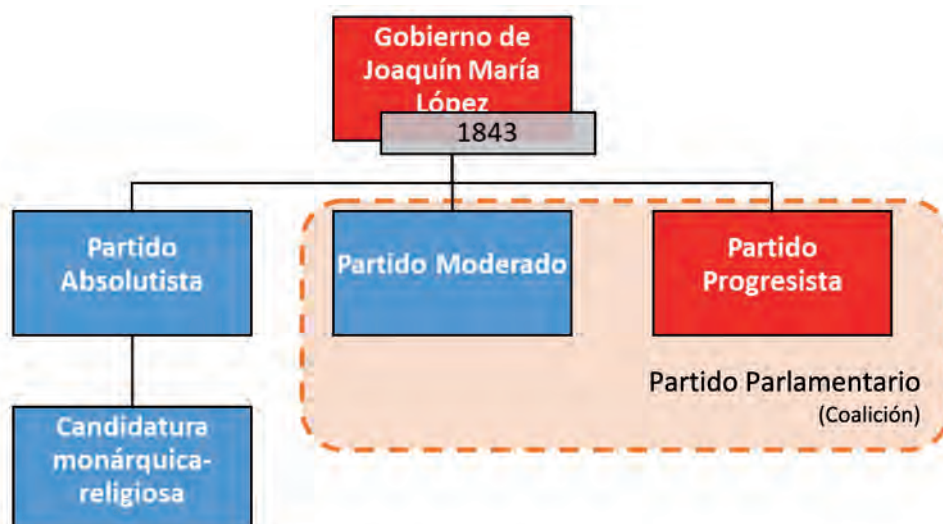 Gobierno de
Joaquín María
López
1843
Partido
Absolutista
Partido Moderado
Partido
Progresista
Partido Parlamentario
(Coalición)
Candidatura
monárquica-
religiosa